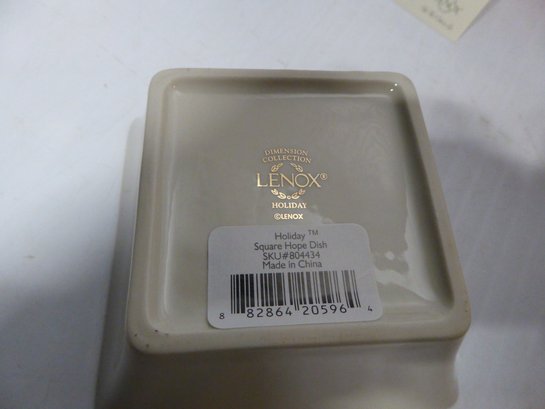 DIMENSION
COLLECTION
LENOX®
HOLIDAY
©LENOX
Holiday ™
Square Hope Dish
SKU#804434
Made in China
8 82864 20596 4